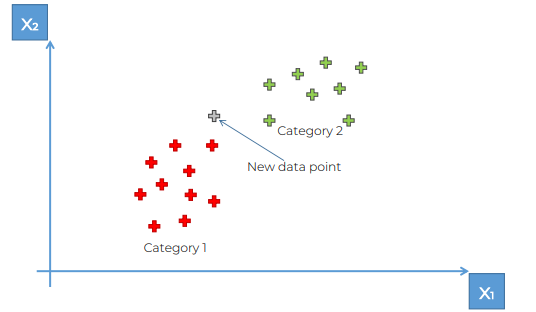 X₂
Category 2
New data point
Category 1
X₁